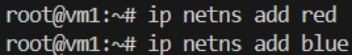 root@vm1:~# ip netns add red
root@vm1:~# ip netns add blue